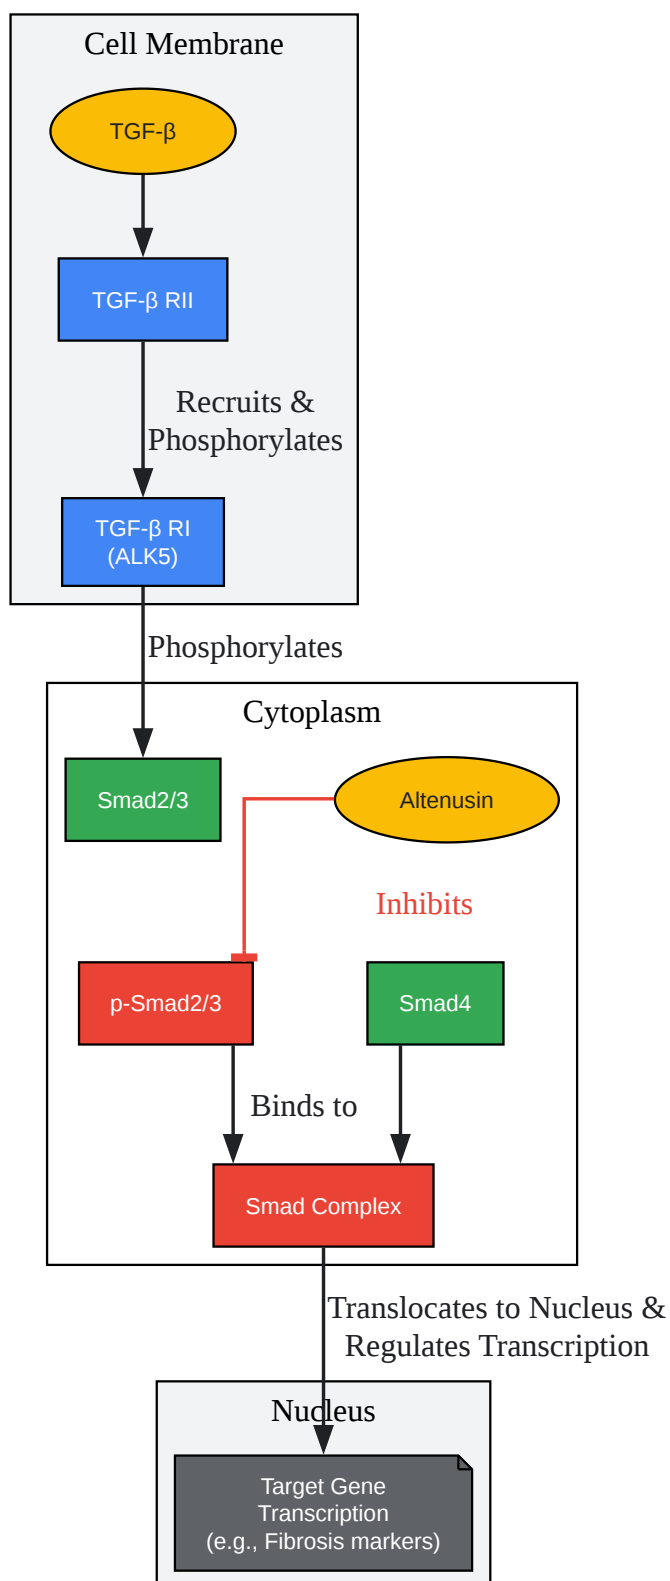 Cell Membrane
TGF-β
TGF-β RII
Recruits &
Phosphorylates
TGF-β RI
(ALK5)
Phosphorylates
Cytoplasm
Smad2/3
Altenusin
Inhibits
p-Smad2/3
Smad4
Binds to
Smad Complex
Translocates to Nucleus &
Regulates Transcription
Nucleus
Target Gene
Transcription
(e.g., Fibrosis markers)